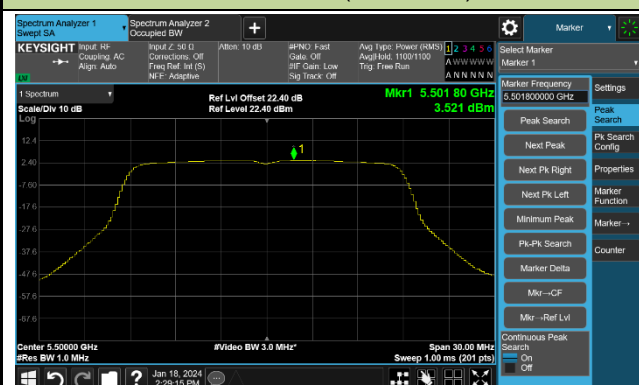 Spectrum Analyzer 1
Swept SA
Spectrum Analyzer 2
Occupied BW
Marker
KEYSIGHT
Input: RF
Coupling: AC
Align: Auto
Input Z: 50 Ω
Corrections: Off
Freq Ref: Int (S)
NFE: Adaptive
Atten: 10 dB
#PNO: Fast
Gate: Off
#IF Gain: Low
Sig Track: Off
Avg Type: Power (RMS)
Avg|Hold: 1100/1100
Trig: Free Run
1 2 3 4 5 6
A W W W W W
A N N N N N
LVI
Select Marker
Marker 1
1 Spectrum
Scale/Div 10 dB
Log
Ref Lvl Offset 22.40 dB
Ref Level 22.40 dBm
Mkr1 5.501 80 GHz
3.521 dBm
12.4
2.40
-7.60
-17.6
-27.6
-37.6
-47.6
-57.6
-67.6
1
Center 5.50000 GHz
#Res BW 1.0 MHz
#Video BW 3.0 MHz*
Span 30.00 MHz
Sweep 1.00 ms (201 pts)
Marker Frequency
5.501800000 GHz
Peak Search
Next Peak
Next Pk Right
Next Pk Left
Minimum Peak
Pk-Pk Search
Marker Delta
Mkr→CF
Mkr→Ref Lvl
Continuous Peak
Search
On
Off
Settings
Peak
Search
Pk Search
Config
Properties
Marker
Function
Marker→
Counter
Jan 18, 2024
2:29:15 PM